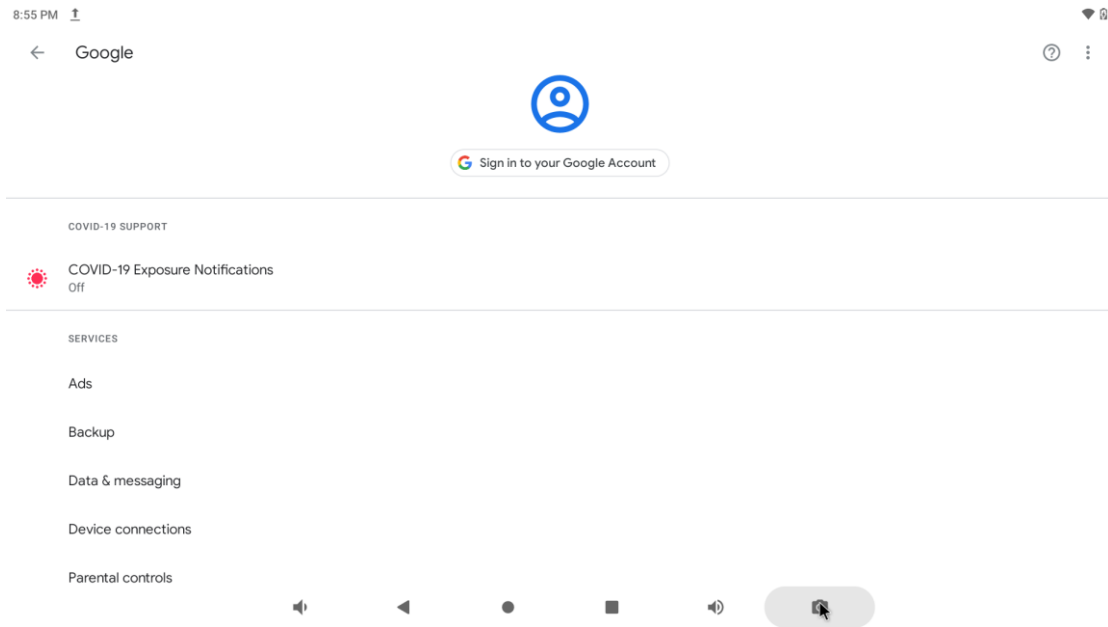 8:55 PM
Google
Sign in to your Google Account
COVID-19 SUPPORT
COVID-19 Exposure Notifications
Off
SERVICES
Ads
Backup
Data & messaging
Device connections
Parental controls